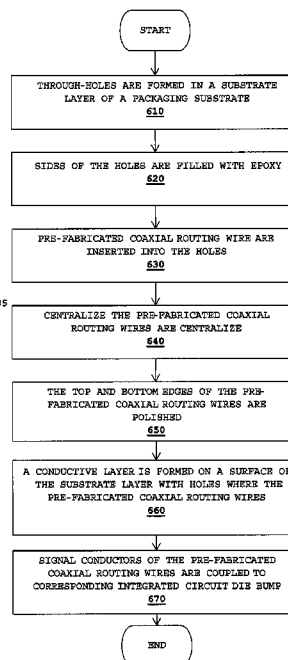 START
THROUGH-HOLES ARE FORMED IN A SUBSTRATE
LAYER OF A PACKAGING SUBSTRATE
610
SIDES OF THE HOLES ARE FILLED WITH EPOXY
620
PRE-FABRICATED COAXIAL ROUTING WIRE ARE
INSERTED INTO THE HOLES
630
CENTRALIZE THE PRE-FABRICATED COAXIAL
ROUTING WIRES ARE CENTRALIZE
640
THE TOP AND BOTTOM EDGES OF THE PRE-
FABRICATED COAXIAL ROUTING WIRES ARE
POLISHED
650
A CONDUCTIVE LAYER IS FORMED ON A SURFACE OF
THE SUBSTRATE LAYER WITH HOLES WHERE THE
PRE-FABRICATED COAXIAL ROUTING WIRES
660
SIGNAL CONDUCTORS OF THE PRE-FABRICATED
COAXIAL ROUTING WIRES ARE COUPLED TO
CORRESPONDING INTEGRATED CIRCUIT DIE BUMP
670
END